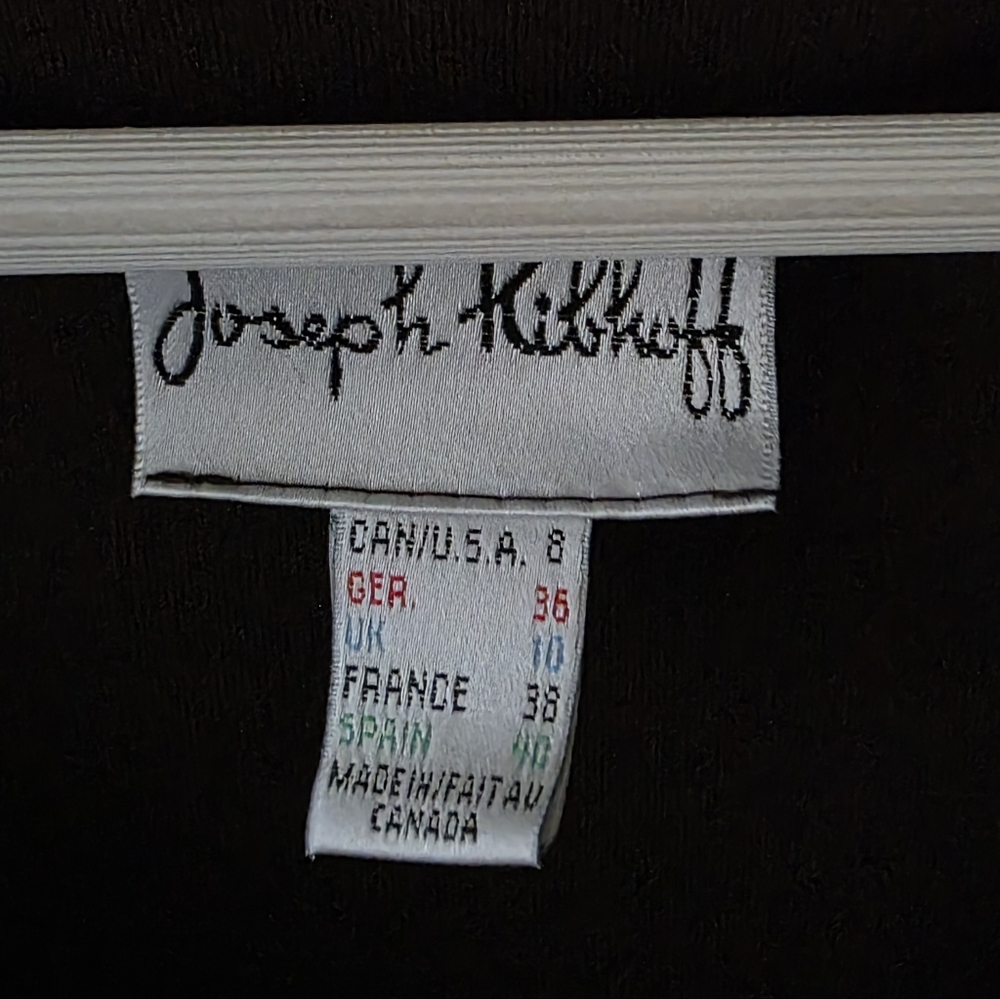 Joseph Ribkoff
CAN/U.S.A. 8
GER. 36
UK 10
FRANCE 38
SPAIN 40
MADE IN/FAIT AU
CANADA